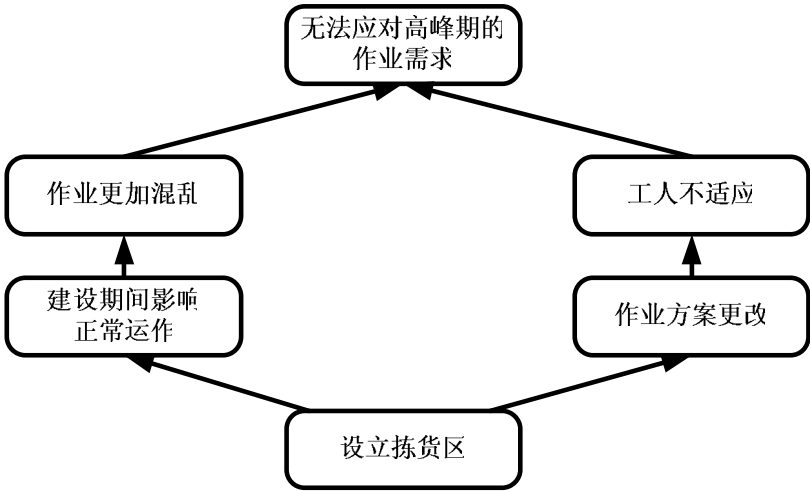 无法应对高峰期的
作业需求
作业更加混乱
工人不适应
建设期间影响
正常运作
作业方案更改
设立拣货区